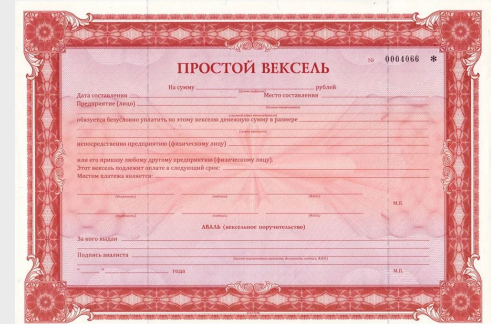 ПРОСТОЙ ВЕКСЕЛЬ
№ 0004066 *
На сумму рублей
Дата составления Место составления
Предприятие (лицо)
обязуется безусловно уплатить по этому векселю денежную сумму в размере
непосредственно предприятию (физическому лицу)
или его приказу любому другому предприятию (физическому лицу).
Этот вексель подлежит оплате в следующий срок:
Местом платежа является:
М.П.
АВАЛЬ (вексельное поручительство)
За кого выдан
Подпись авалиста
" " года
М.П.